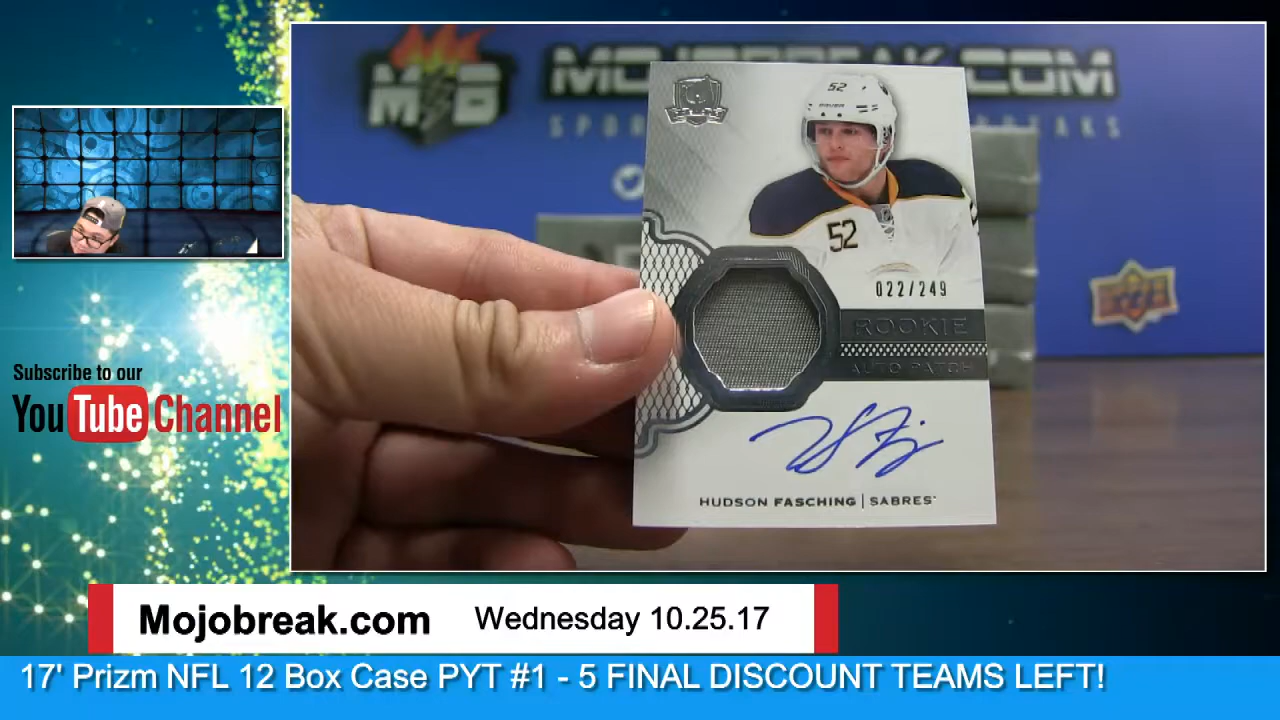 M B
MOJOBREAK.COM
52
52
022/249
ROOKIE
AUTO PATCH
HUDSON FASCHING | SABRES
Subscribe to our
YouTube Channel
Mojobreak.com
Wednesday 10.25.17
17' Prizm NFL 12 Box Case PYT #1 - 5 FINAL DISCOUNT TEAMS LEFT!